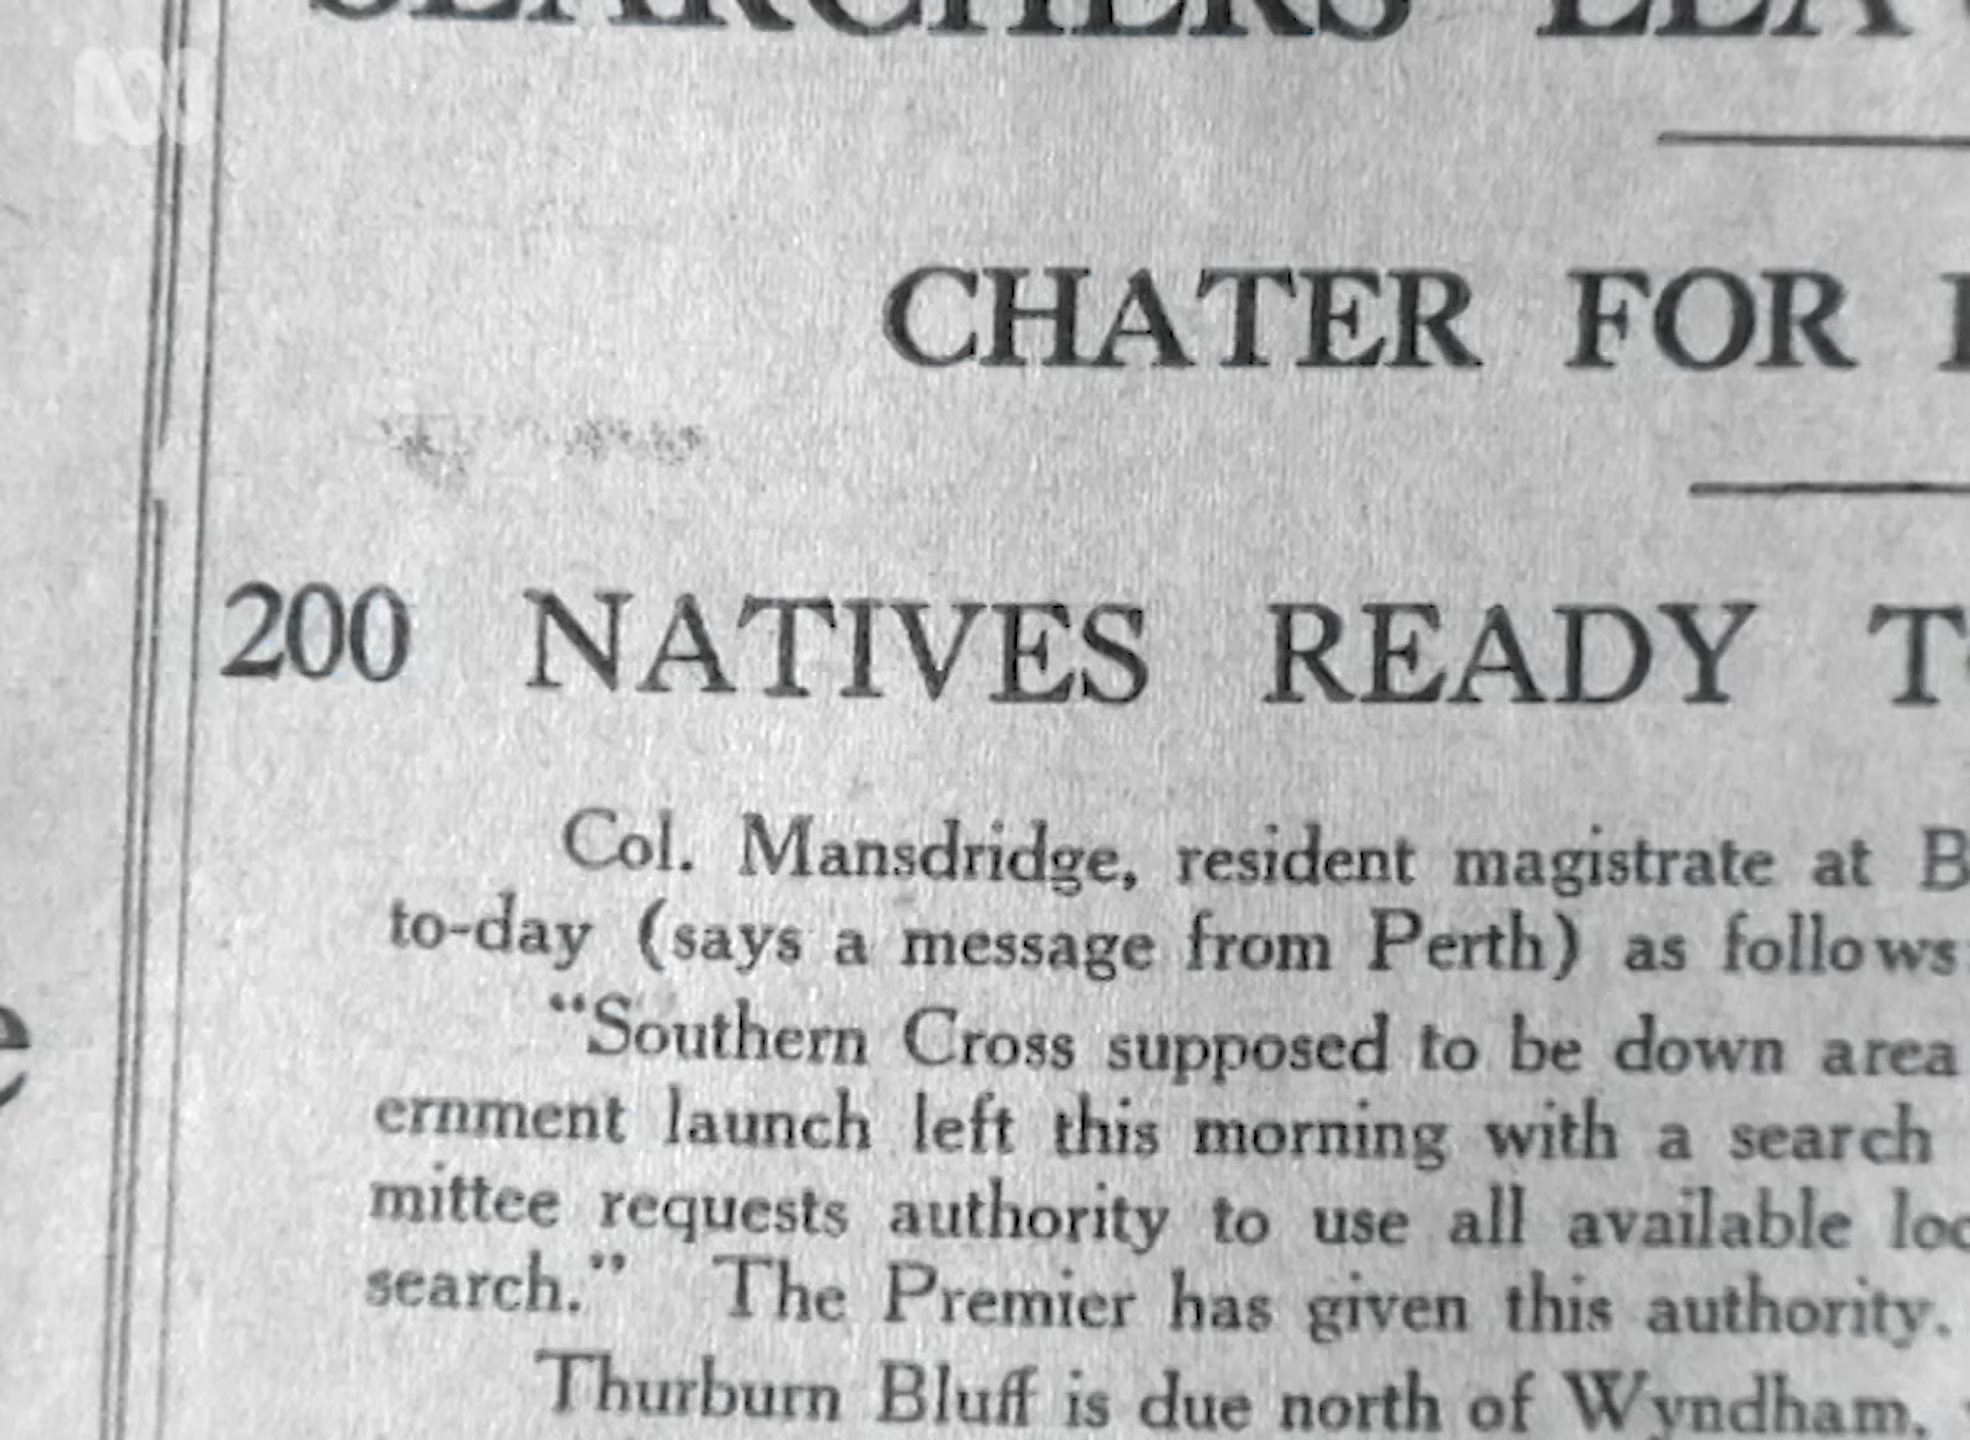 SEARCHERS
CHATER FOR
200 NATIVES READY
Col. Mansdridge, resident magistrate at
to-day (says a message from Perth) as follows
"Southern Cross supposed to be down area
ernment launch left this morning with a search
mittee requests authority to use all available
search." The Premier has given this authority.
Thurburn Bluff is due north of Wyndham,